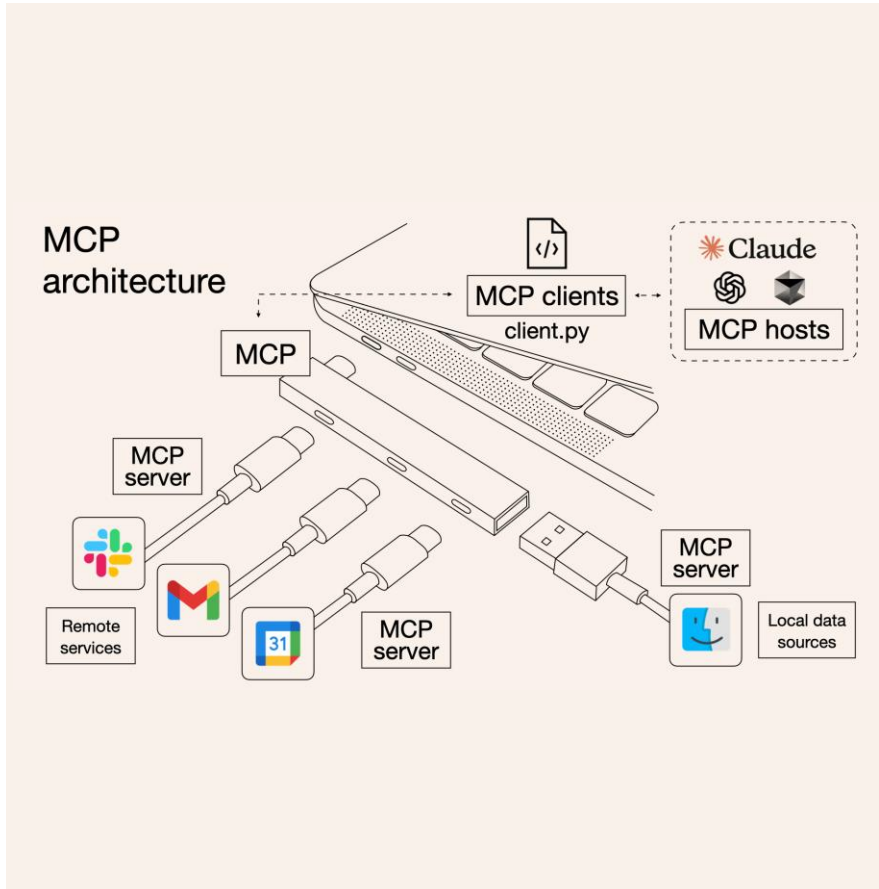 MCP
architecture
MCP clients
client.py
Claude
MCP hosts
MCP
MCP
server
MCP
server
31
Remote
services
MCP
server
Local data
sources